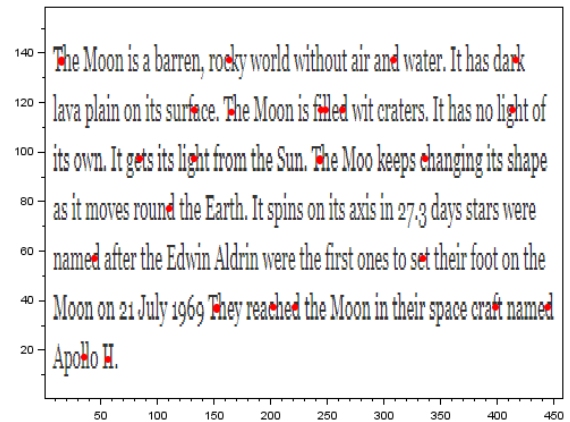 The Moon is a barren, rocky world without air and water. It has dark
lava plain on its surface. The Moon is filled wit craters. It has no light of
its own. It gets its light from the Sun. The Moo keeps changing its shape
as it moves round the Earth. It spins on its axis in 27.3 days stars were
named after the Edwin Aldrin were the first ones to set their foot on the
Moon on 21 July 1969 They reached the Moon in their space craft named
Apollo H.
140
120
100
80
60
40
20
50 100 150 200 250 300 350 400 450